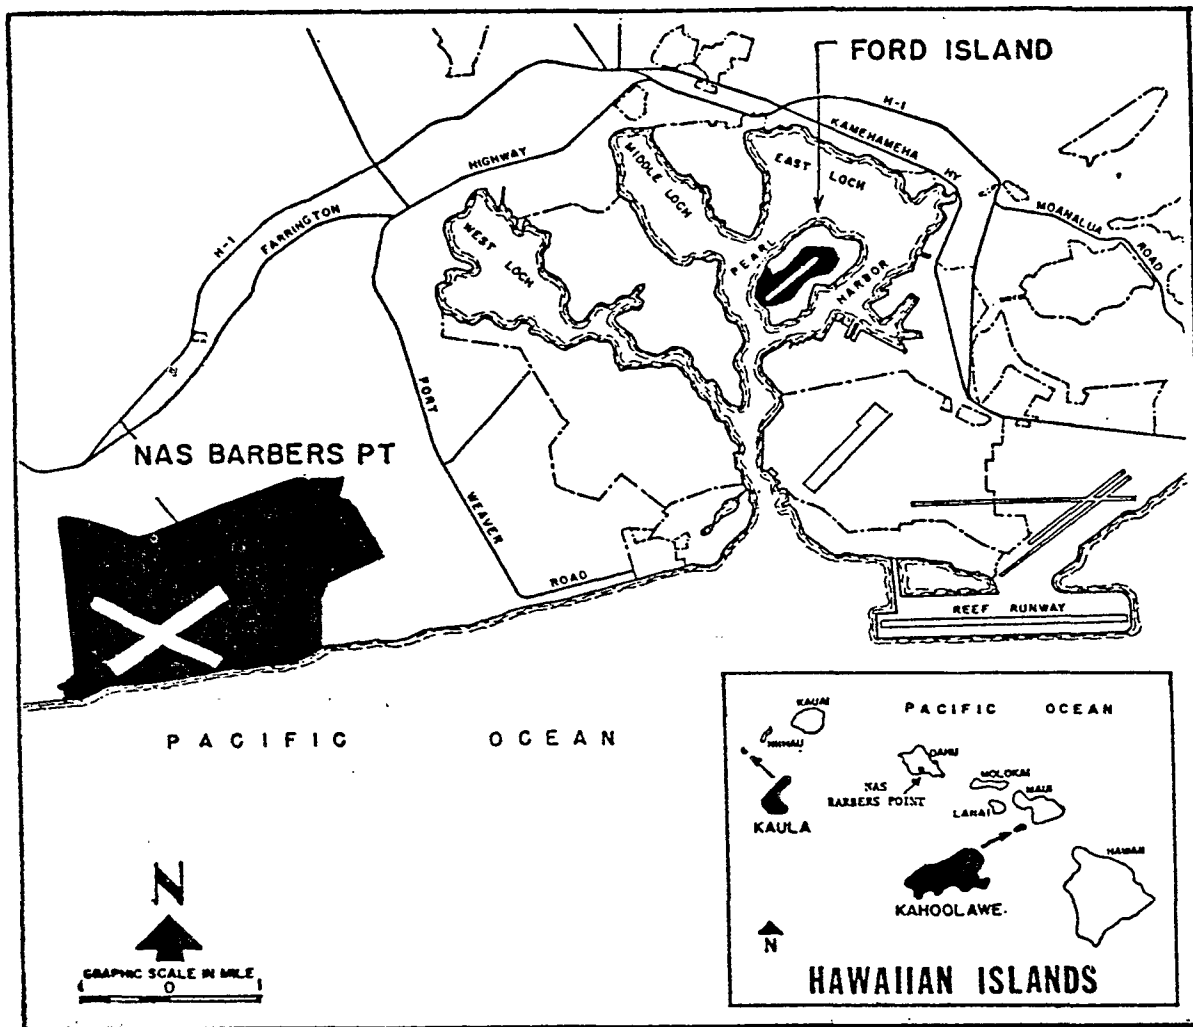 FORD ISLAND
H-1
KAMEHAMEHA HY
HIGHWAY
MIDDLE LOCH
EAST LOCH
MOAHALUA ROAD
H-1
FARRINGTON
WEST LOCH
PEARL HARBOR
FORT WEAVER ROAD
NAS BARBERS PT
REEF RUNWAY
PACIFIC OCEAN
N
GRAPHIC SCALE IN MILE
1 0 1
PACIFIC OCEAN
KAUAI
NIIHAU
OAHU
MOLOKAI
NAS
BARBERS POINT
MAUI
LANAI
KAULA
HAWAII
KAHOOLAWE.
N
HAWAIIAN ISLANDS